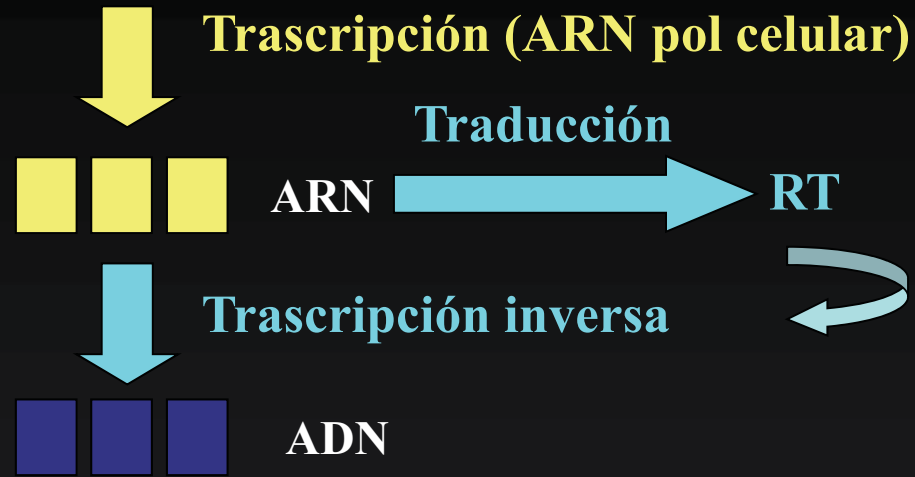 Trascripción (ARN pol celular)
Traducción
ARN
RT
Trascripción inversa
ADN